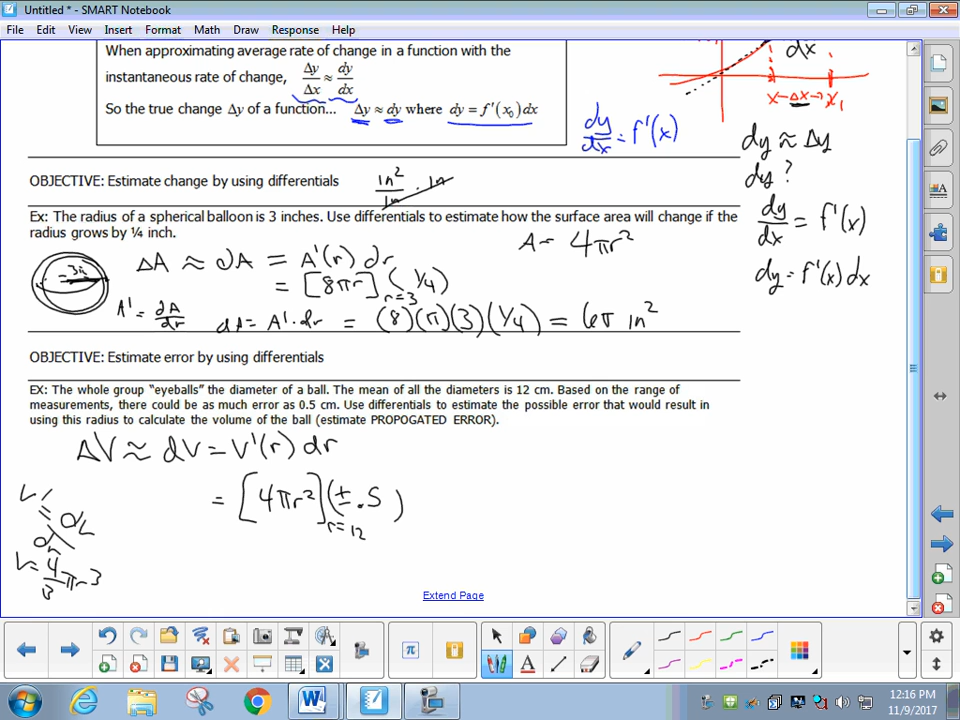 Untitled * - SMART Notebook
File Edit View Insert Format Math Draw Response Help
When approximating average rate of change in a function with the
instantaneous rate of change, Δy/Δx ≈ dy/dx
So the true change Δy of a function... Δy ≈ dy where dy = f'(x₀)dx
dy/dx = f'(x)
dx
x -Δx→ x₁
dy ≈ Δy
dy ?
dy/dx = f'(x)
dy = f'(x) dx
OBJECTIVE: Estimate change by using differentials
in²/in · in
Ex: The radius of a spherical balloon is 3 inches. Use differentials to estimate how the surface area will change if the
radius grows by ¼ inch.
A = 4πr²
ΔA ≈ dA = A'(r) dr
= [8πr] r=3 (1/4)
A' = dA/dr dA = A' · dr = (8)(π)(3)(1/4) = 6π in²
OBJECTIVE: Estimate error by using differentials
EX: The whole group “eyeballs” the diameter of a ball. The mean of all the diameters is 12 cm. Based on the range of
measurements, there could be as much error as 0.5 cm. Use differentials to estimate the possible error that would result in
using this radius to calculate the volume of the ball (estimate PROPOGATED ERROR).
ΔV ≈ dV = V'(r) dr
= [4πr²] r=12 (± .5)
V = 4/3 πr³
Extend Page
12:16 PM
11/9/2017